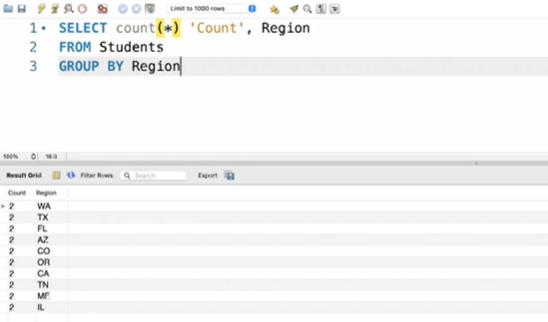 Limit to 1000 rows
1 SELECT count(*) 'Count', Region
2 FROM Students
3 GROUP BY Region
100% 16:3
Result Grid Filter Rows: Search Export:
Count Region
2 WA
2 TX
2 FL
2 AZ
2 CO
2 OR
2 CA
2 TN
2 ME
2 IL